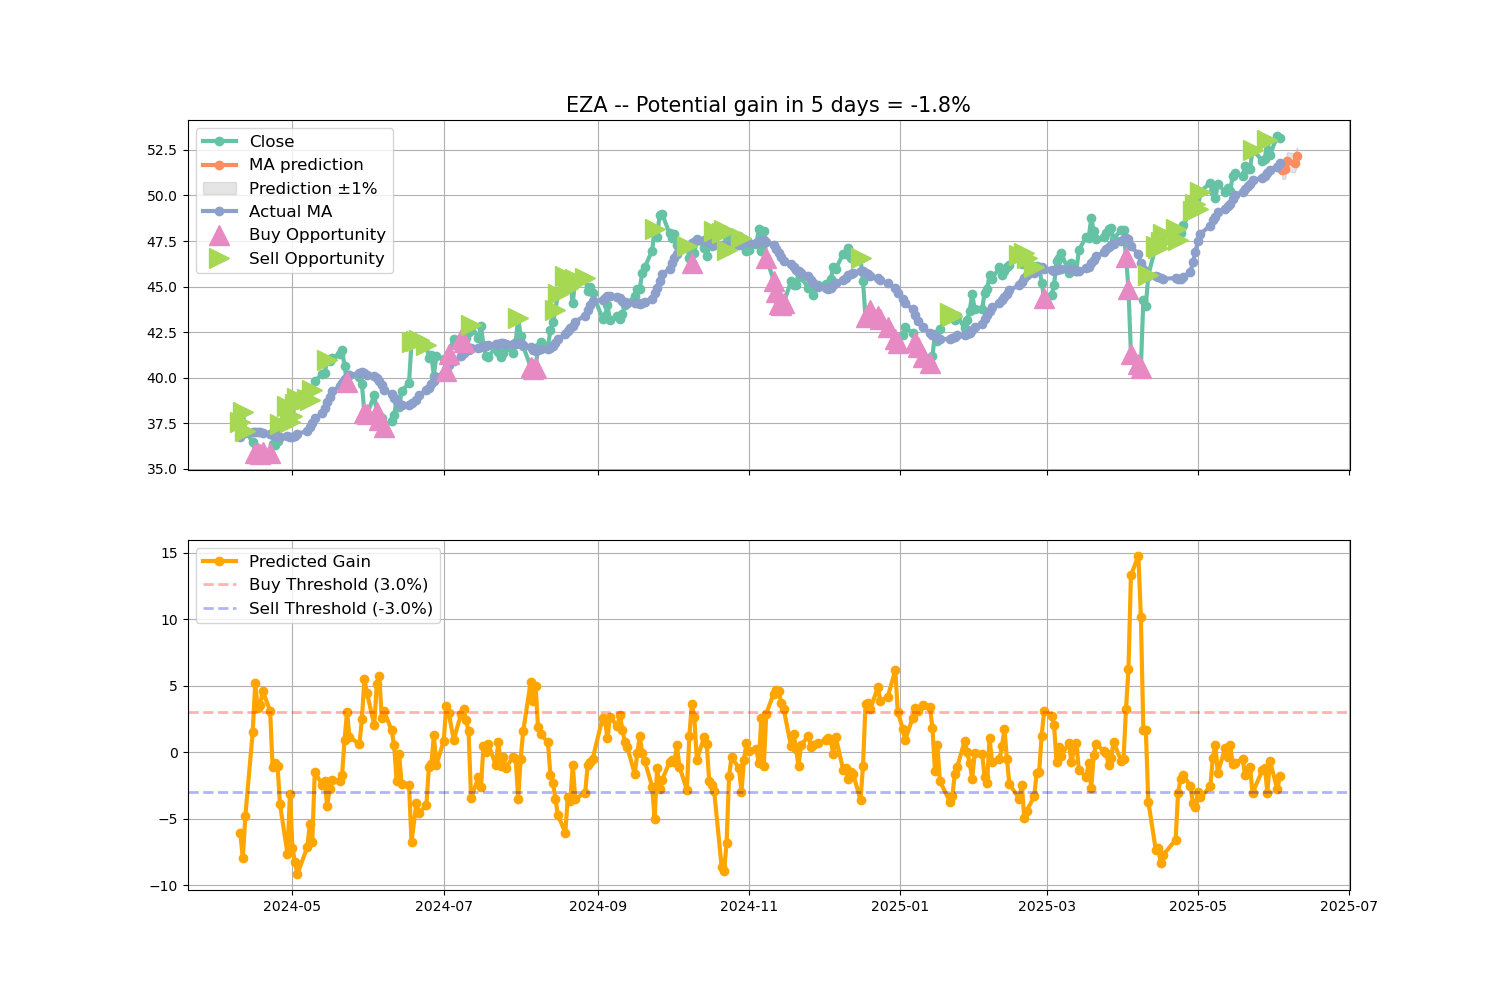 EZA -- Potential gain in 5 days = -1.8%
Close
MA prediction
Prediction ±1%
Actual MA
Buy Opportunity
Sell Opportunity
52.5
50.0
47.5
45.0
42.5
40.0
37.5
35.0
Predicted Gain
Buy Threshold (3.0%)
Sell Threshold (-3.0%)
15
10
5
0
−5
−10
2024-05 2024-07 2024-09 2024-11 2025-01 2025-03 2025-05 2025-07